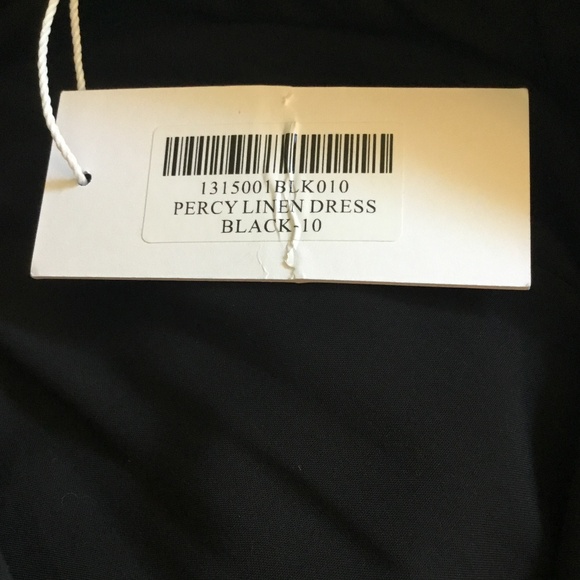 1315001BLK010
PERCY LINEN DRESS
BLACK-10